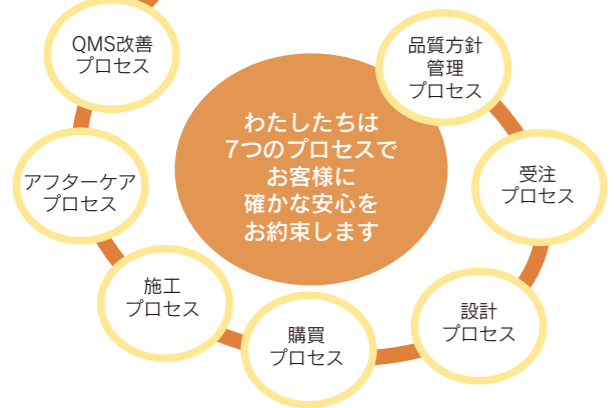 わたしたちは
7つのプロセスで
お客様に
確かな安心を
お約束します
品質方針
管理
プロセス
受注
プロセス
設計
プロセス
購買
プロセス
施工
プロセス
アフターケア
プロセス
QMS改善
プロセス